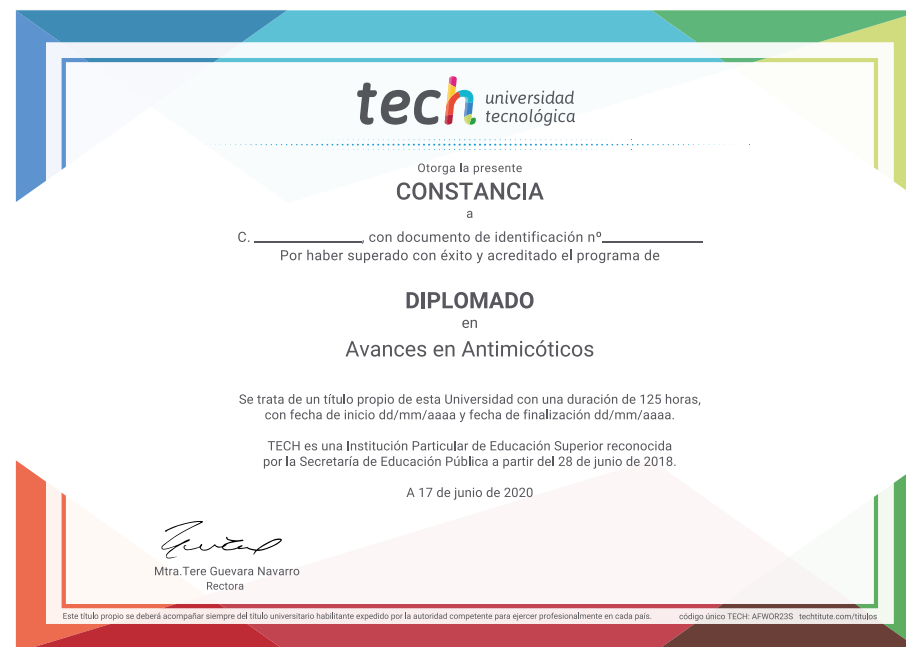 tech universidad
tecnológica
Otorga la presente
CONSTANCIA
a
C. ____________, con documento de identificación nº____________
Por haber superado con éxito y acreditado el programa de
DIPLOMADO
en
Avances en Antimicóticos
Se trata de un título propio de esta Universidad con una duración de 125 horas,
con fecha de inicio dd/mm/aaaa y fecha de finalización dd/mm/aaaa.
TECH es una Institución Particular de Educación Superior reconocida
por la Secretaría de Educación Pública a partir del 28 de junio de 2018.
A 17 de junio de 2020
Mtra.Tere Guevara Navarro
Rectora
Este título propio se deberá acompañar siempre del título universitario habilitante expedido por la autoridad competente para ejercer profesionalmente en cada país. código único TECH: AFWOR23S techtitute.com/titulos